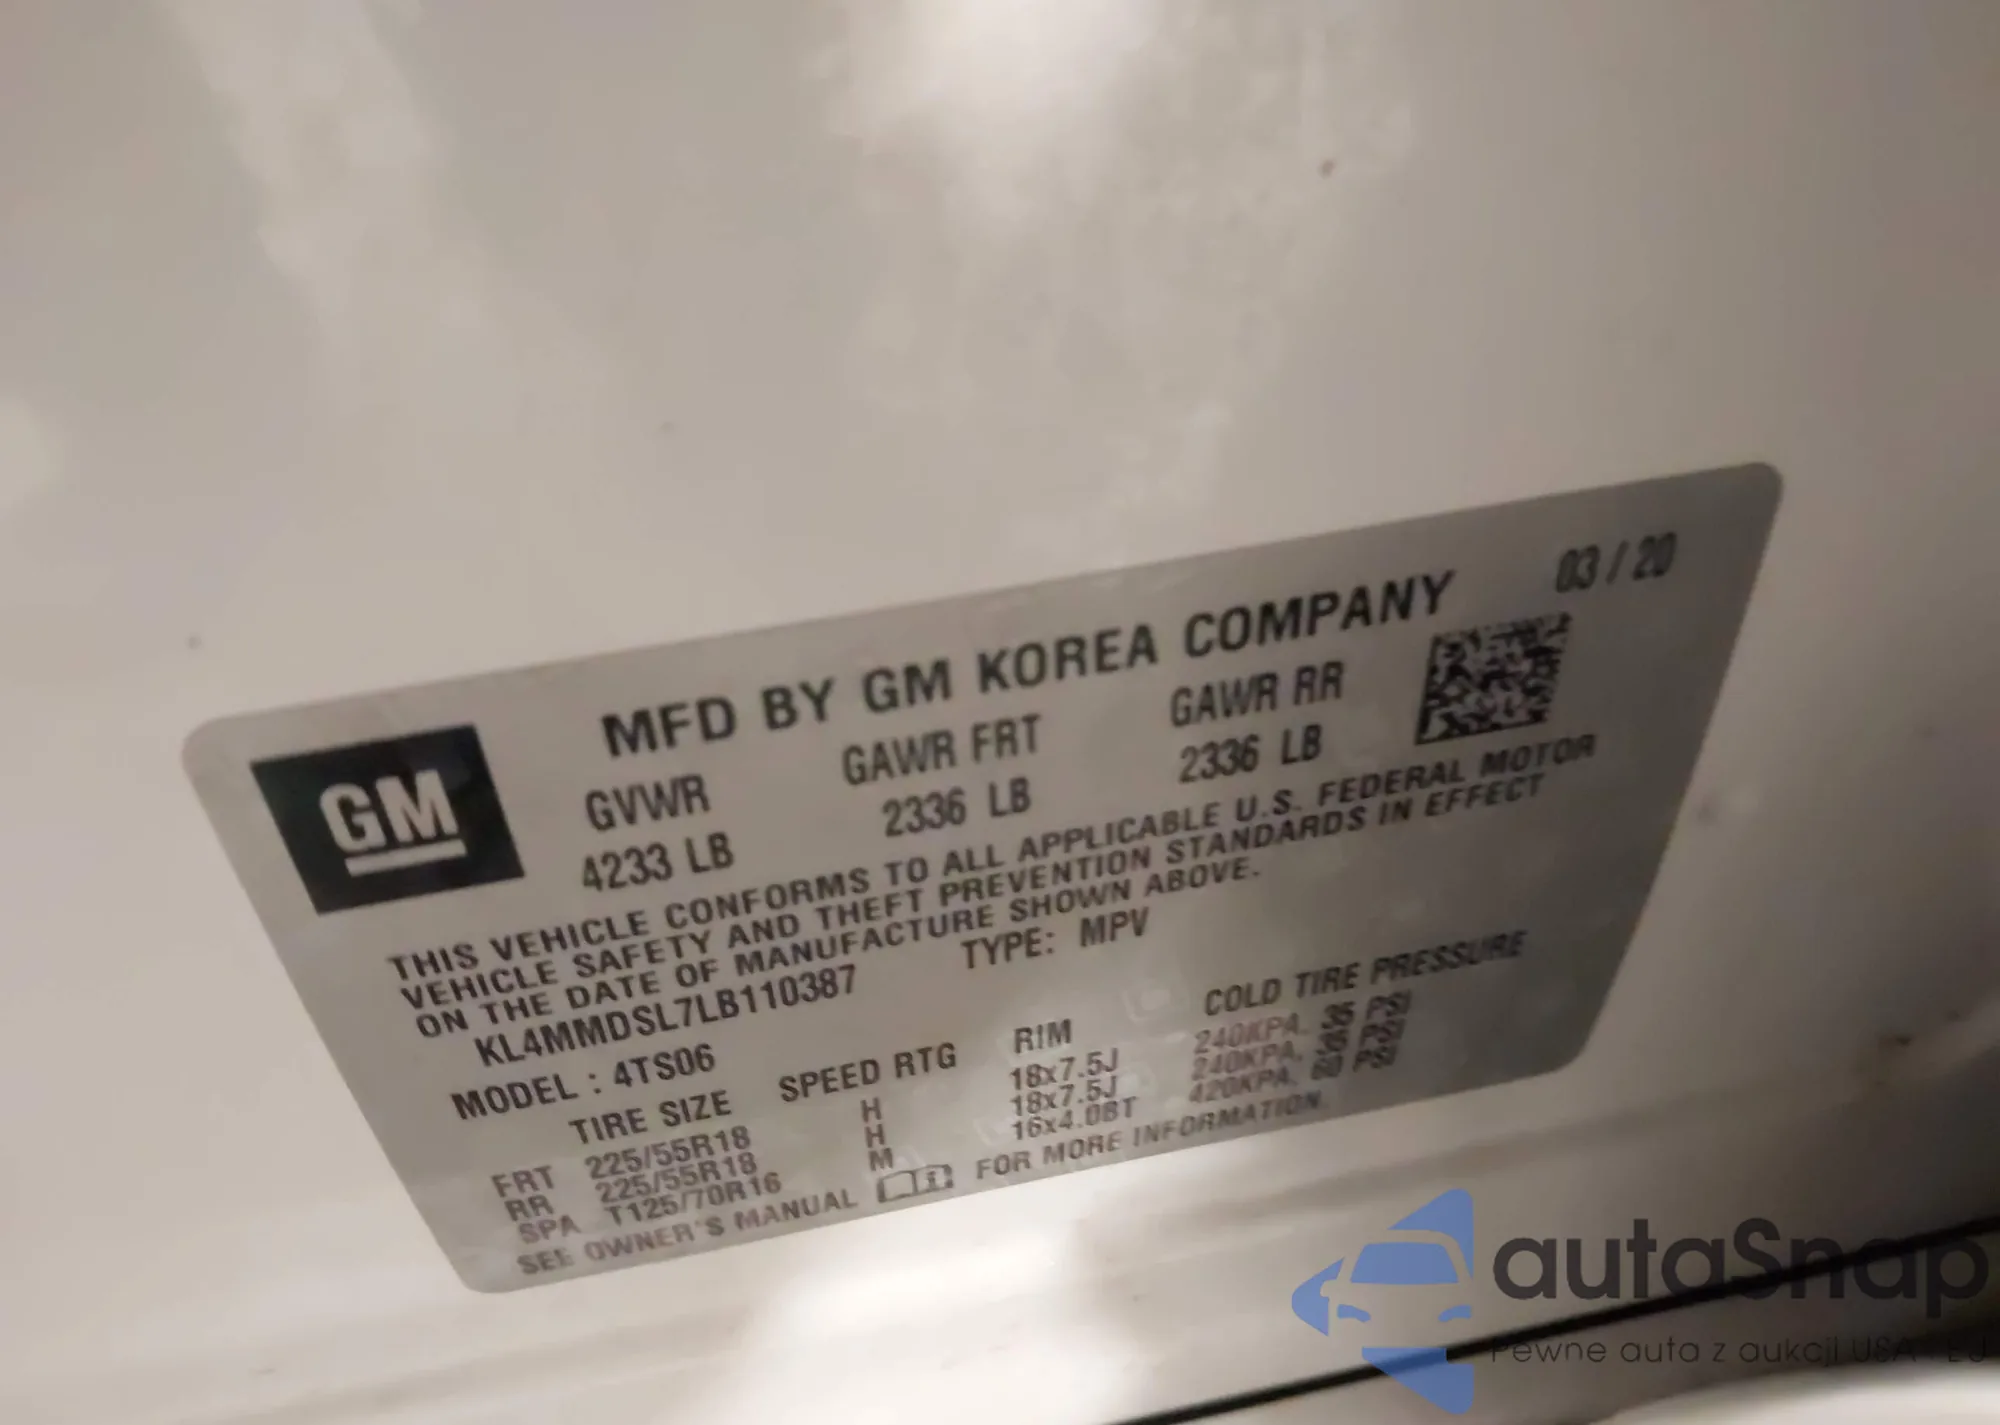 03 / 20
MFD BY GM KOREA COMPANY
GM
GVWR GAWR FRT GAWR RR
4233 LB 2336 LB 2336 LB
THIS VEHICLE CONFORMS TO ALL APPLICABLE U.S. FEDERAL MOTOR
VEHICLE SAFETY AND THEFT PREVENTION STANDARDS IN EFFECT
ON THE DATE OF MANUFACTURE SHOWN ABOVE.
KL4MMDSL7LB110387 TYPE: MPV
MODEL : 4TS06
TIRE SIZE SPEED RTG RIM COLD TIRE PRESSURE
FRT 225/55R18 H 18x7.5J 240KPA, 35 PSI
RR 225/55R18 H 18x7.5J 240KPA, 35 PSI
SPA T125/70R16 M 16x4.0BT 420KPA, 60 PSI
SEE OWNER'S MANUAL FOR MORE INFORMATION.
autaSnap
Pewne auta z aukcji USA EU